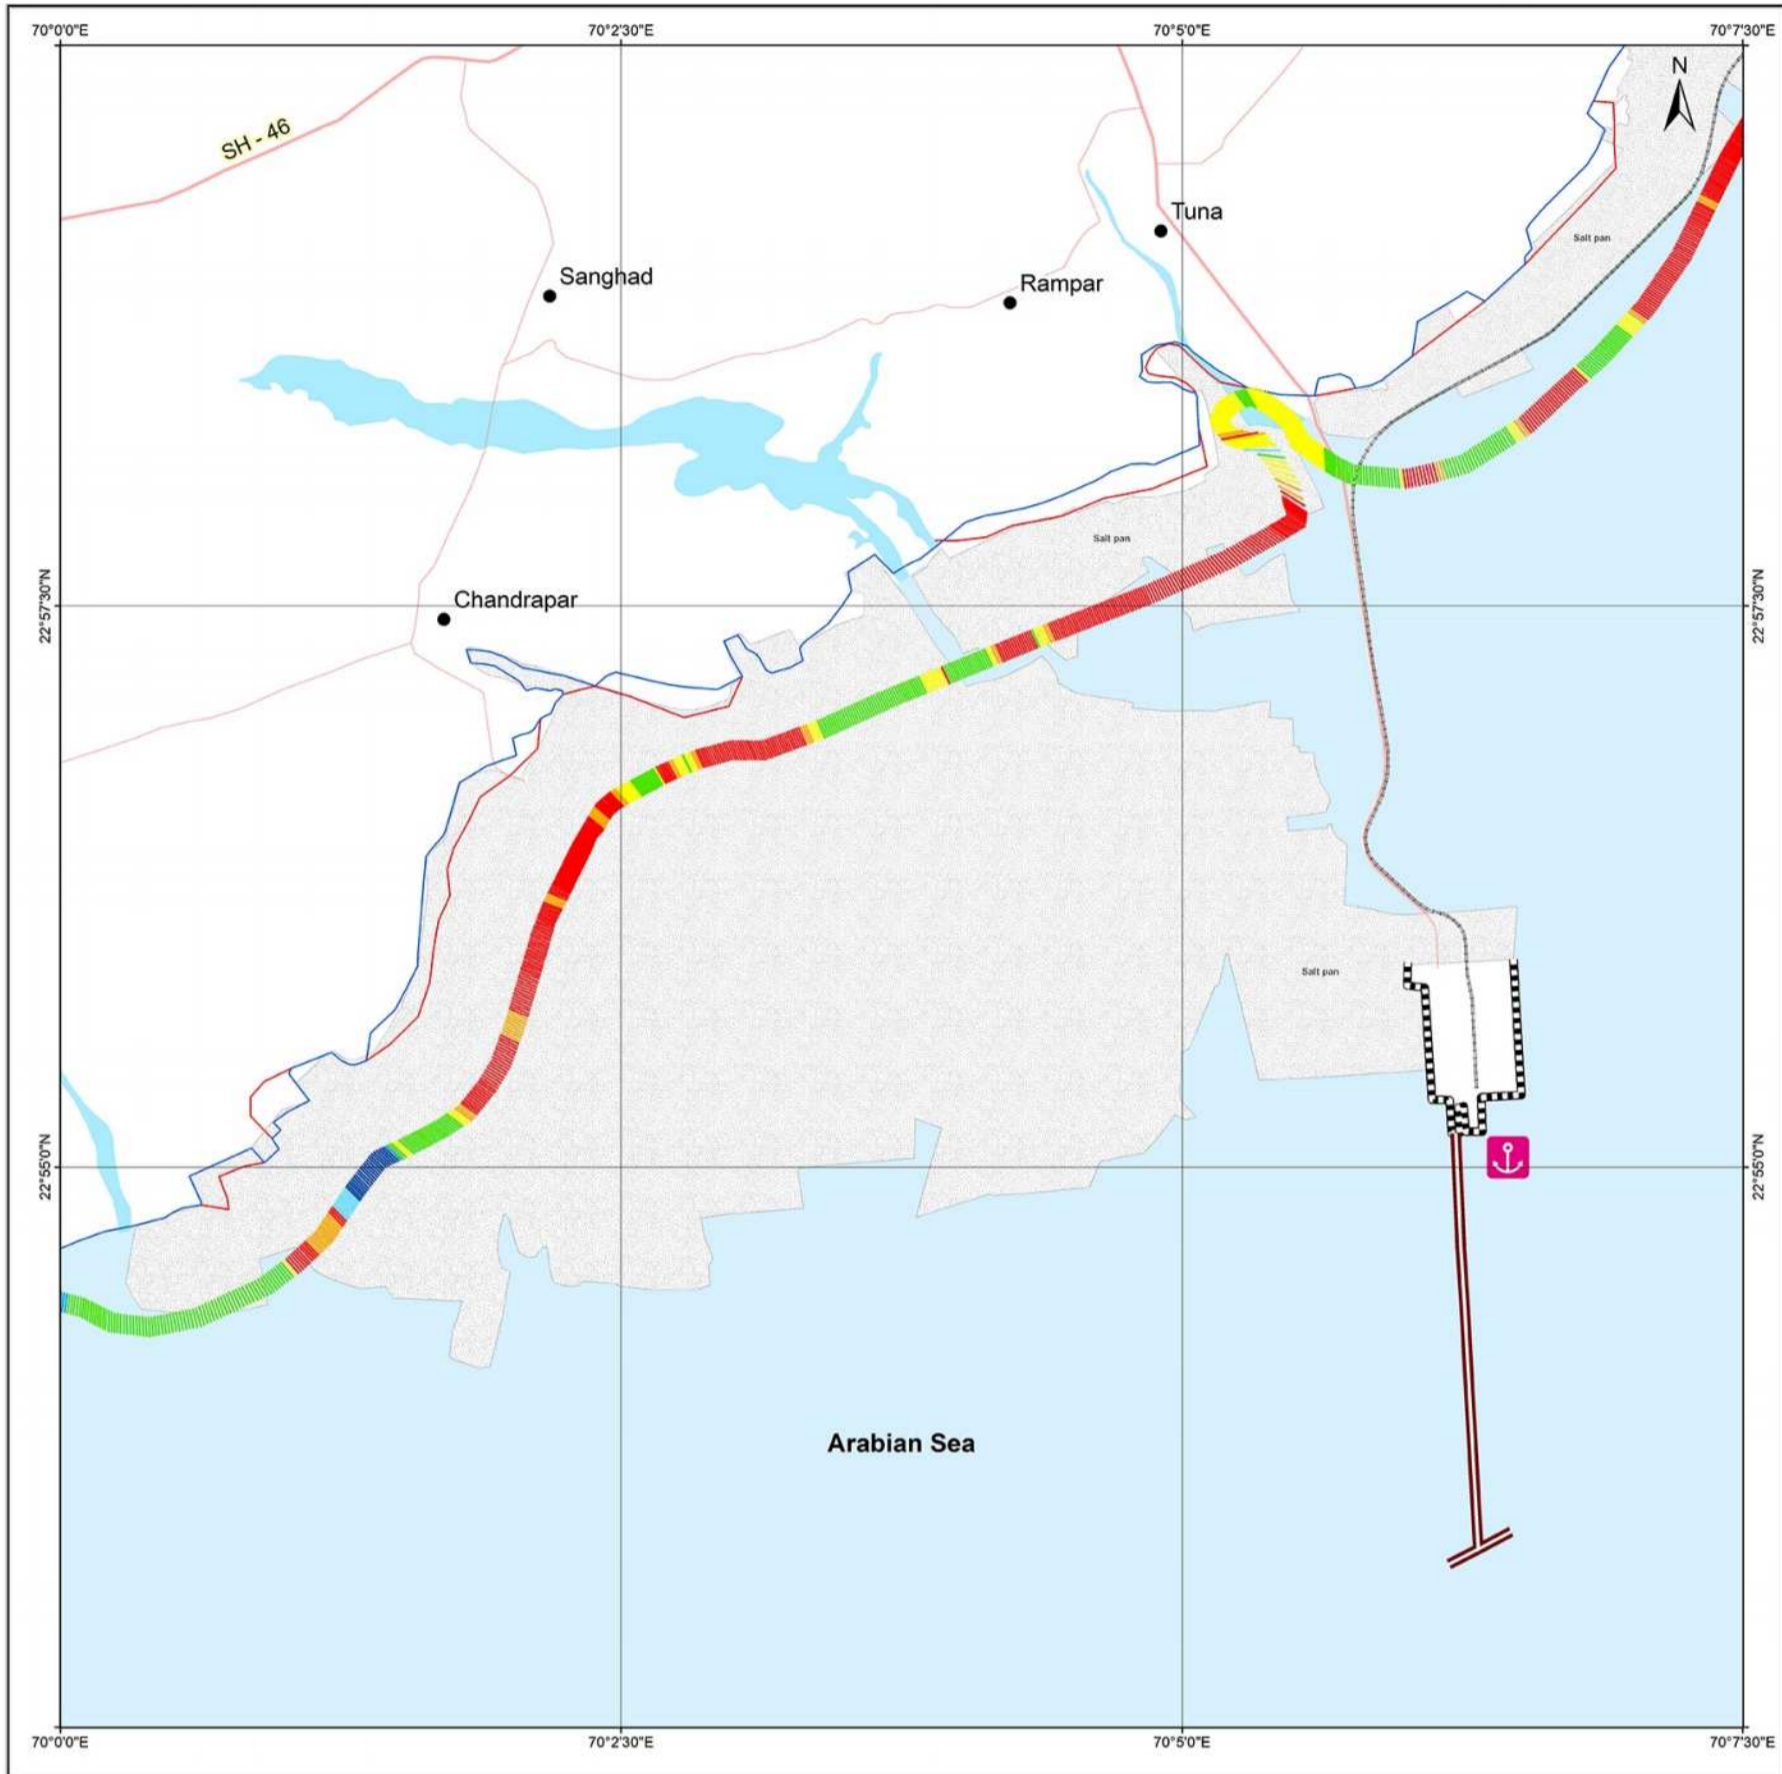 70°0'0"E
70°2'30"E
70°5'0"E
70°7'30"E
N
SH - 46
Tuna
Salt pan
Sanghad
Rampar
Salt pan
22°57'30"N
22°57'30"N
Chandrapar
Salt pan
22°55'0"N
22°55'0"N
Arabian Sea
70°0'0"E
70°2'30"E
70°5'0"E
70°7'30"E